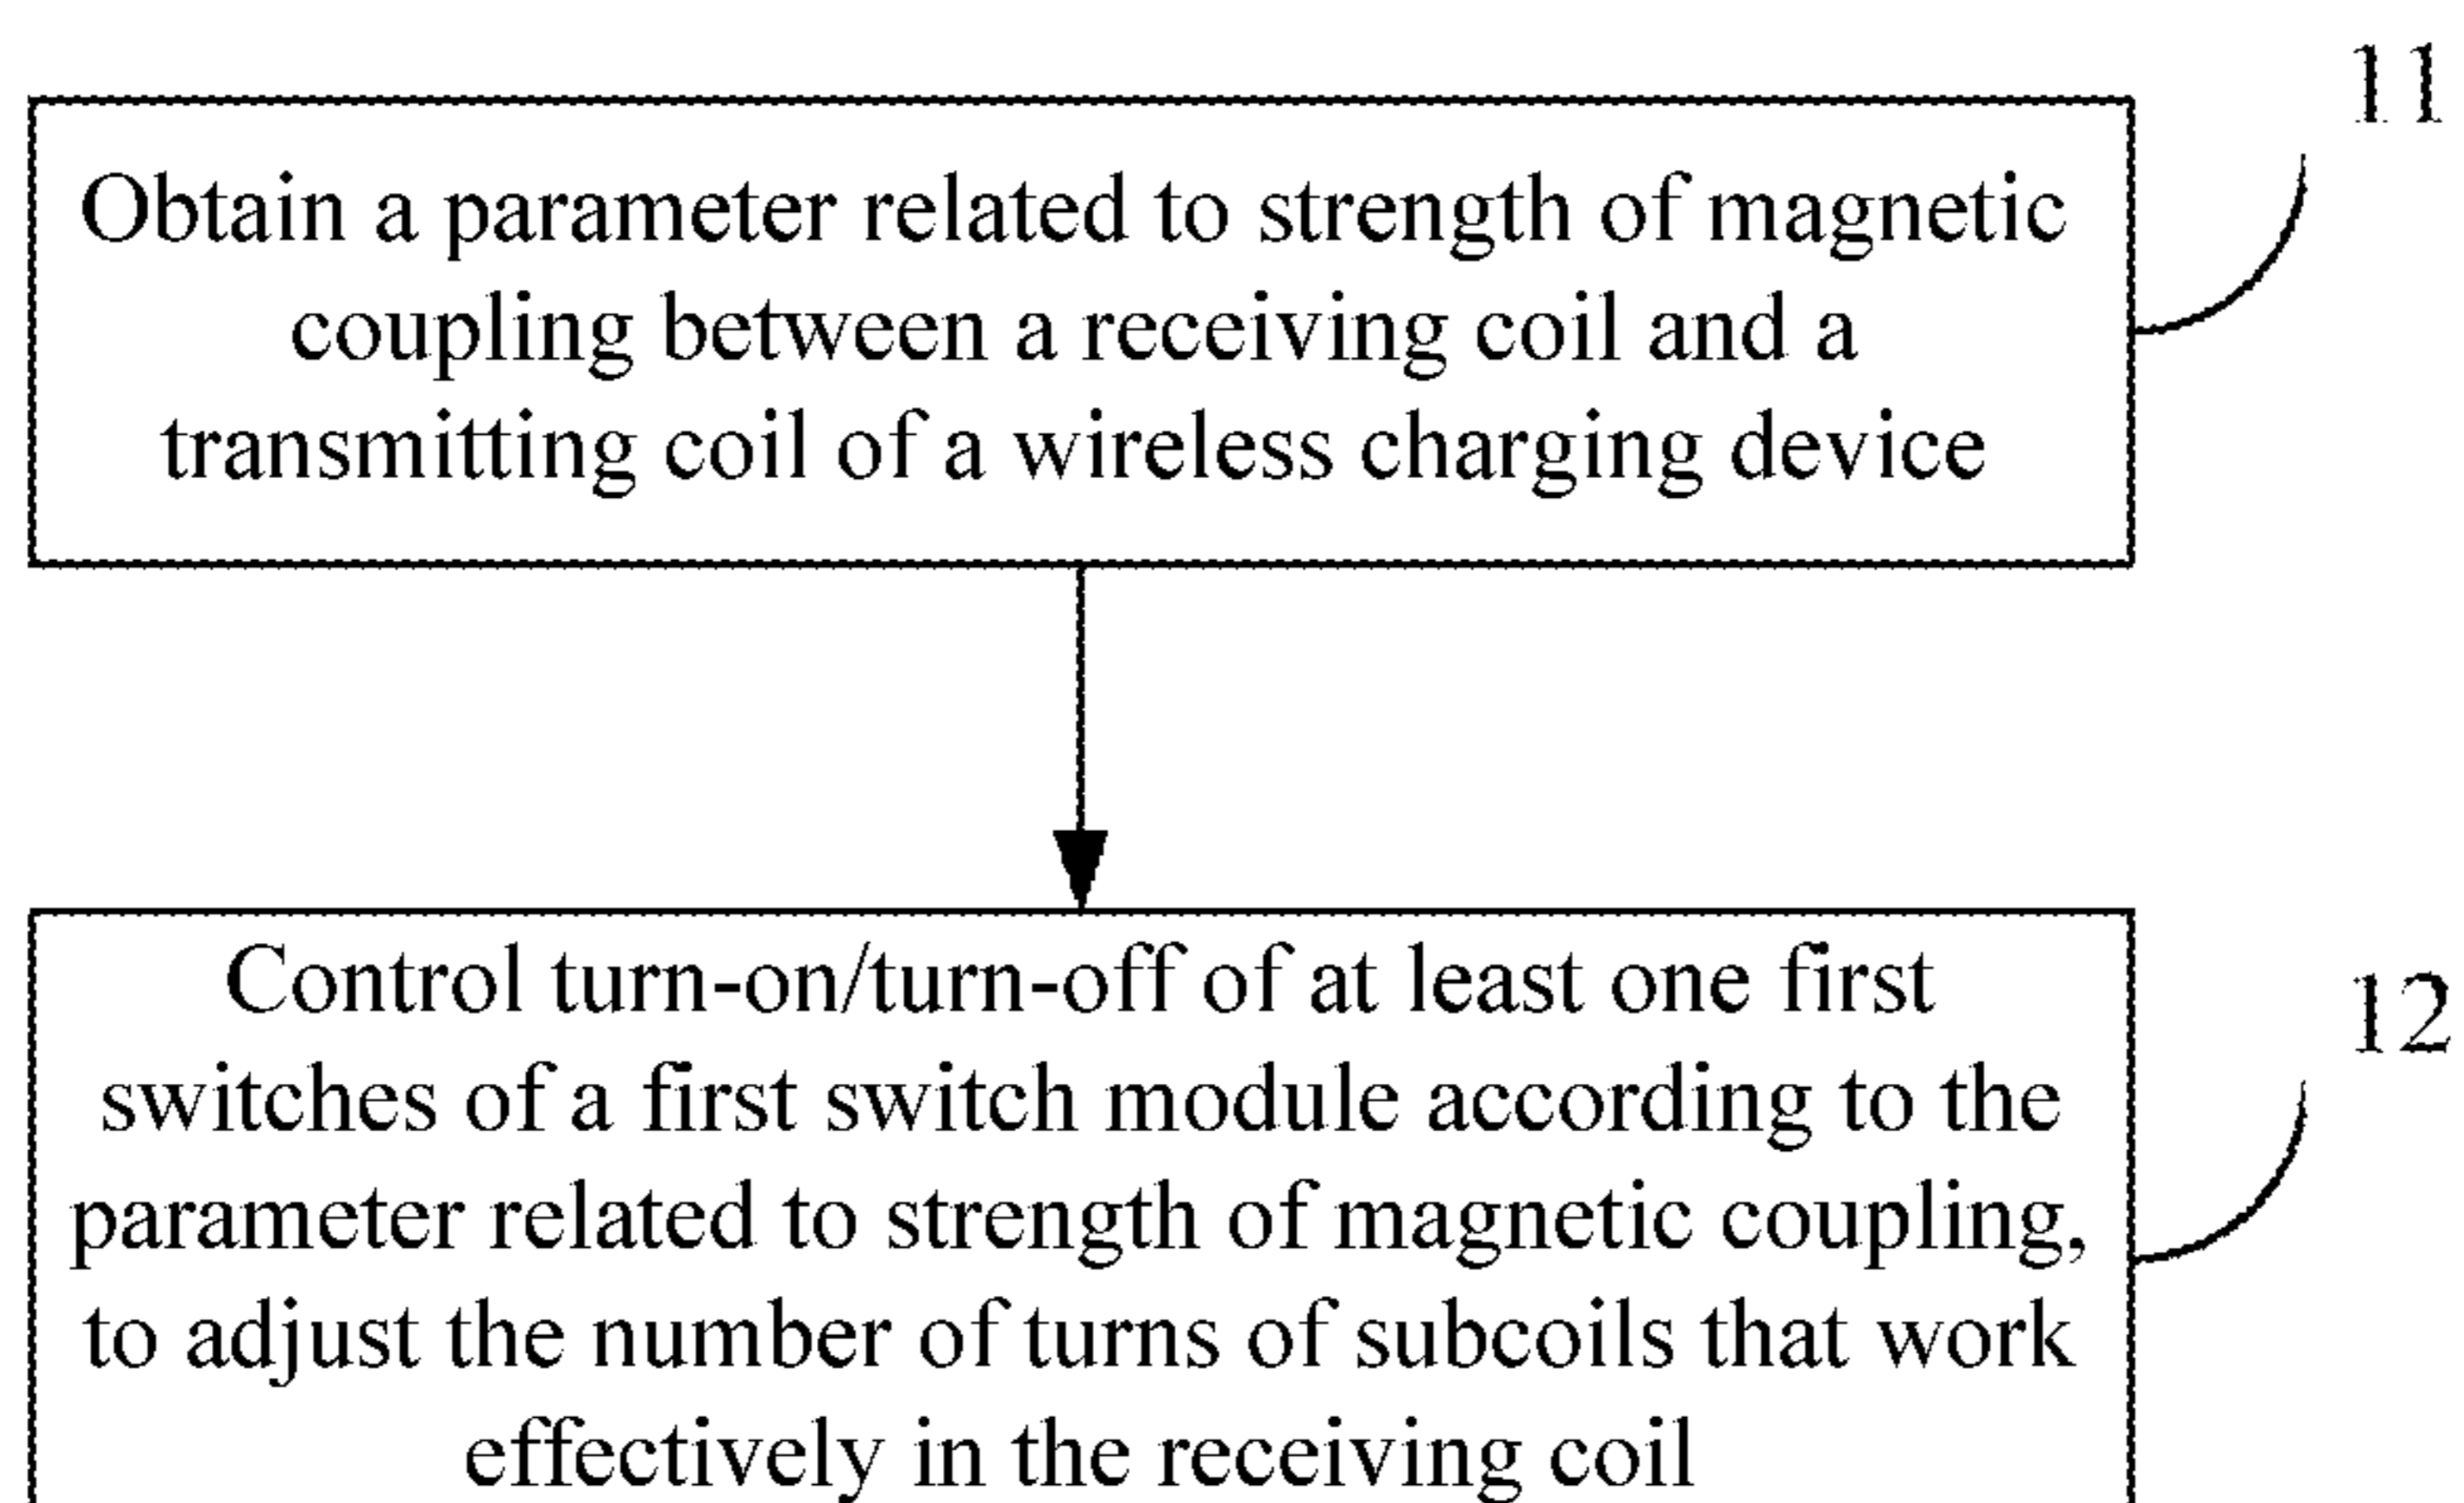 11
Obtain a parameter related to strength of magnetic
coupling between a receiving coil and a
transmitting coil of a wireless charging device
12
Control turn-on/turn-off of at least one first
switches of a first switch module according to the
parameter related to strength of magnetic coupling,
to adjust the number of turns of subcoils that work
effectively in the receiving coil